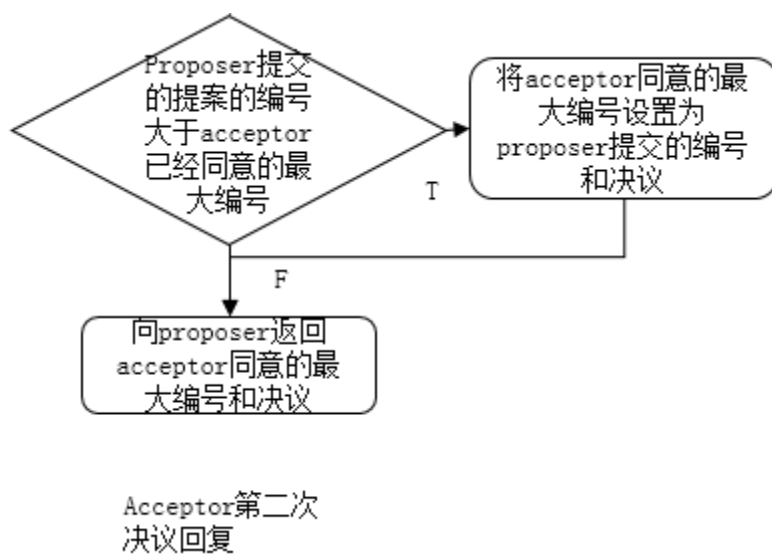 Proposer提交
的提案的编号
大于acceptor
已经同意的最
大编号
将acceptor同意的最
大编号设置为
proposer提交的编号
和决议
T
F
向proposer返回
acceptor同意的最
大编号和决议
Acceptor第二次
决议回复